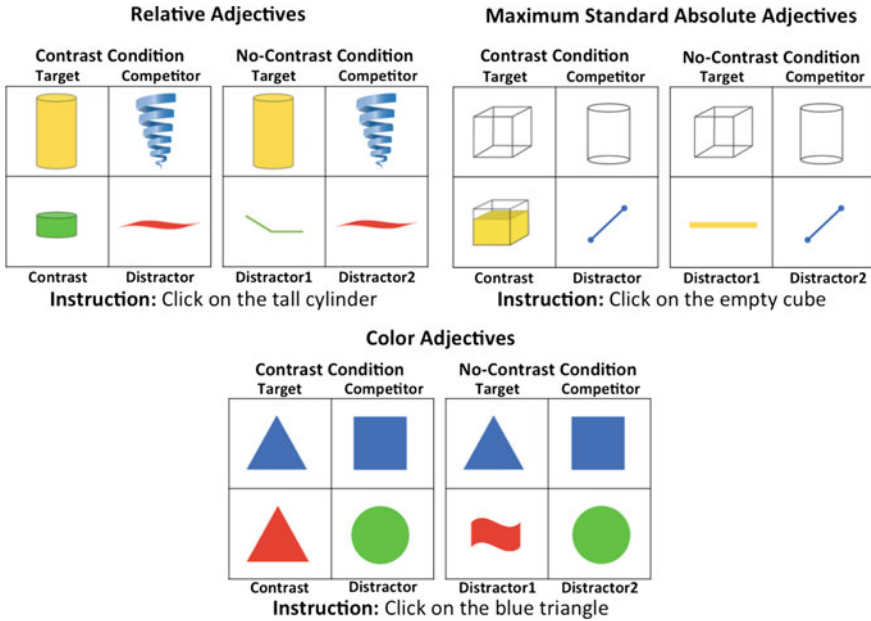 Relative Adjectives
Contrast Condition No-Contrast Condition
Target Competitor Target Competitor
Contrast Distractor Distractor1 Distractor2
Instruction: Click on the tall cylinder
Maximum Standard Absolute Adjectives
Contrast Condition No-Contrast Condition
Target Competitor Target Competitor
Contrast Distractor Distractor1 Distractor2
Instruction: Click on the empty cube
Color Adjectives
Contrast Condition No-Contrast Condition
Target Competitor Target Competitor
Contrast Distractor Distractor1 Distractor2
Instruction: Click on the blue triangle